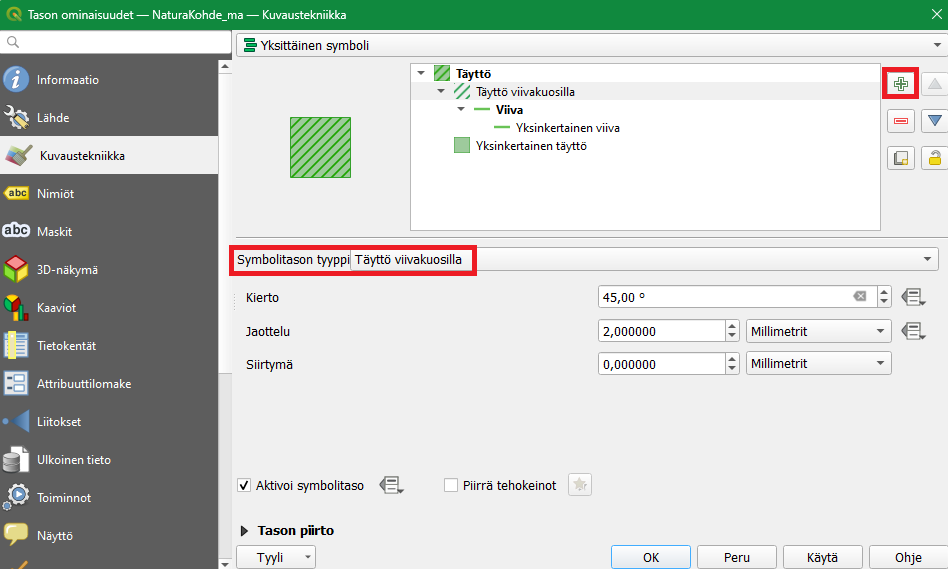 Tason ominaisuudet — NaturaKohde_ma — Kuvaustekniikka
Informaatio
Lähde
Kuvaustekniikka
abc Nimiöt
abc Maskit
3D-näkymä
Kaaviot
Tietokentät
Attribuuttilomake
Liitokset
Ulkoinen tieto
Toiminnot
Näyttö
Yksittäinen symboli
Täyttö
Täyttö viivakuosilla
Viiva
Yksinkertainen viiva
Yksinkertainen täyttö
Symbolitason tyyppi Täyttö viivakuosilla
Kierto 45,00 °
Jaottelu 2,000000 Millimetrit
Siirtymä 0,000000 Millimetrit
Aktivoi symbolitaso Piirrä tehokeinot
Tason piirto
Tyyli OK Peru Käytä Ohje